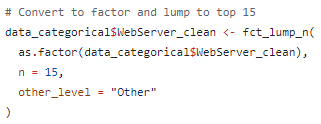 # Convert to factor and lump to top 15
data_categorical$WebServer_clean <- fct_lump_n(
  as.factor(data_categorical$WebServer_clean),
  n = 15,
  other_level = "Other"
)